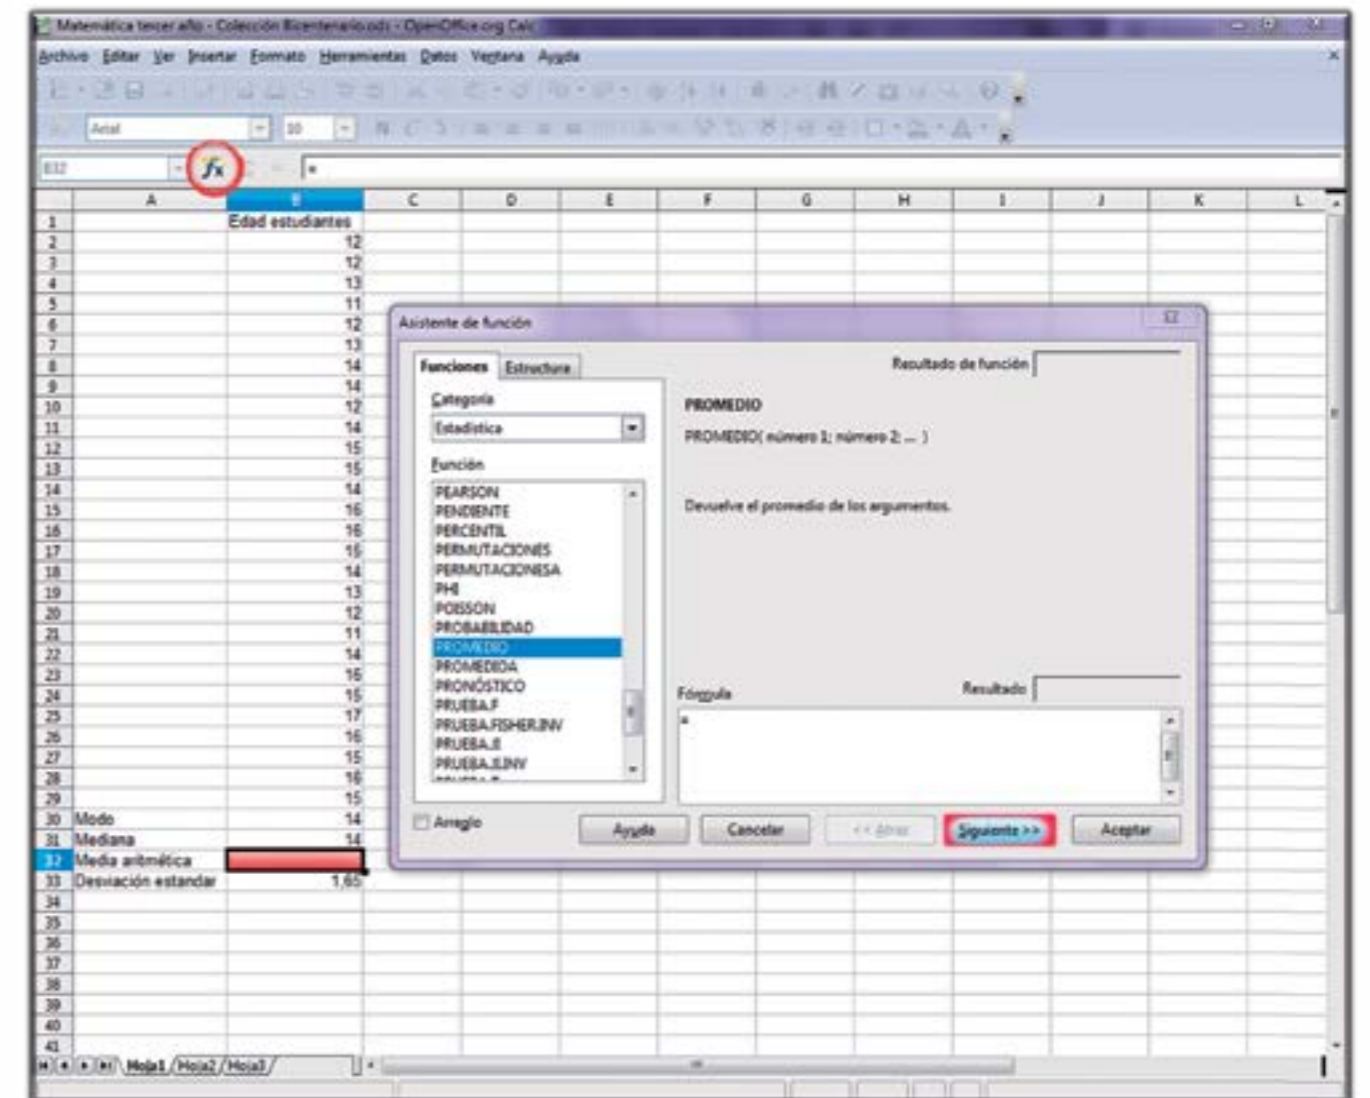 Matemática tercer año - Colección Bicentenario.ods - OpenOffice.org Calc
Archivo Editar Ver Insertar Formato Herramientas Datos Ventana Ayuda
Arial 10
B32 fx =
A B C D E F G H I J K L
1 Edad estudiantes
2 12
3 12
4 13
5 11
6 12
7 13
8 14
9 14
10 12
11 14
12 15
13 15
14 14
15 16
16 16
17 15
18 14
19 13
20 12
21 11
22 14
23 16
24 15
25 17
26 16
27 15
28 16
29 15
30 Modo 14
31 Mediana 14
32 Media aritmética
33 Desviación estandar 1,65
34
35
36
37
38
39
40
41
Hoja1 Hoja2 Hoja3
Asistente de función
Funciones Estructura
Resultado de función
Categoría
Estadística
Función
PEARSON
PENDIENTE
PERCENTIL
PERMUTACIONES
PERMUTACIONESA
PHI
POISSON
PROBABILIDAD
PROMEDIO
PROMEDIOA
PRONÓSTICO
PRUEBA.F
PRUEBA.FISHER.INV
PROMEDIO
PROMEDIO( número 1; número 2; ... )
Devuelve el promedio de los argumentos.
Fórmula
Resultado
=
Arreglo
Ayuda Cancelar << Atrás Siguiente >> Aceptar